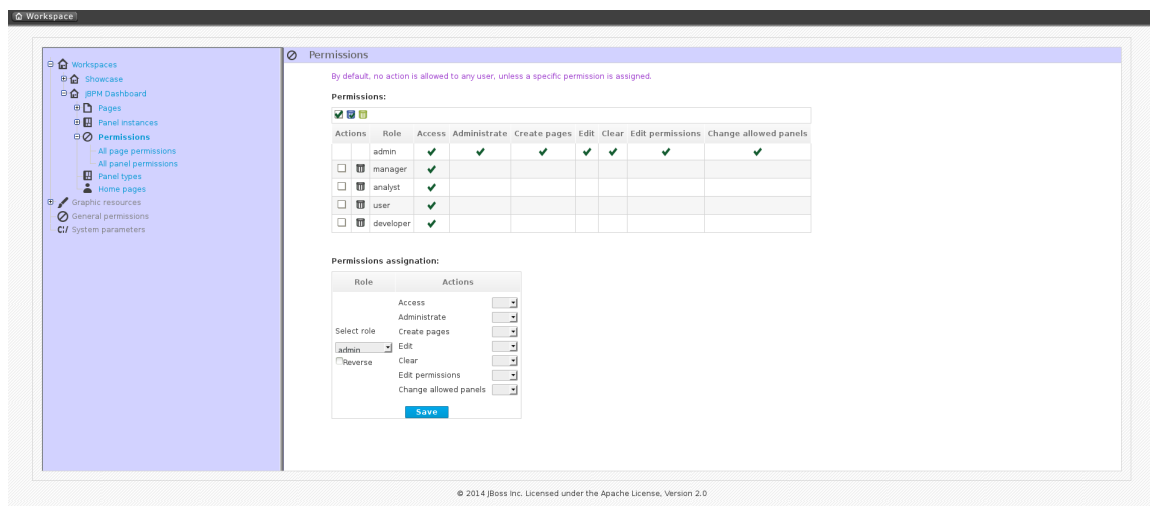 Workspace
Workspaces
Showcase
jBPM Dashboard
Pages
Panel instances
Permissions
All page permissions
All panel permissions
Panel types
Home pages
Graphic resources
General permissions
System parameters
Permissions
By default, no action is allowed to any user, unless a specific permission is assigned.
Permissions:
Actions Role Access Administrate Create pages Edit Clear Edit permissions Change allowed panels
admin
manager
analyst
user
developer
Permissions assignation:
Role Actions
Access
Administrate
Select role Create pages
admin Edit
Reverse Clear
Edit permissions
Change allowed panels
Save
© 2014 JBoss Inc. Licensed under the Apache License, Version 2.0